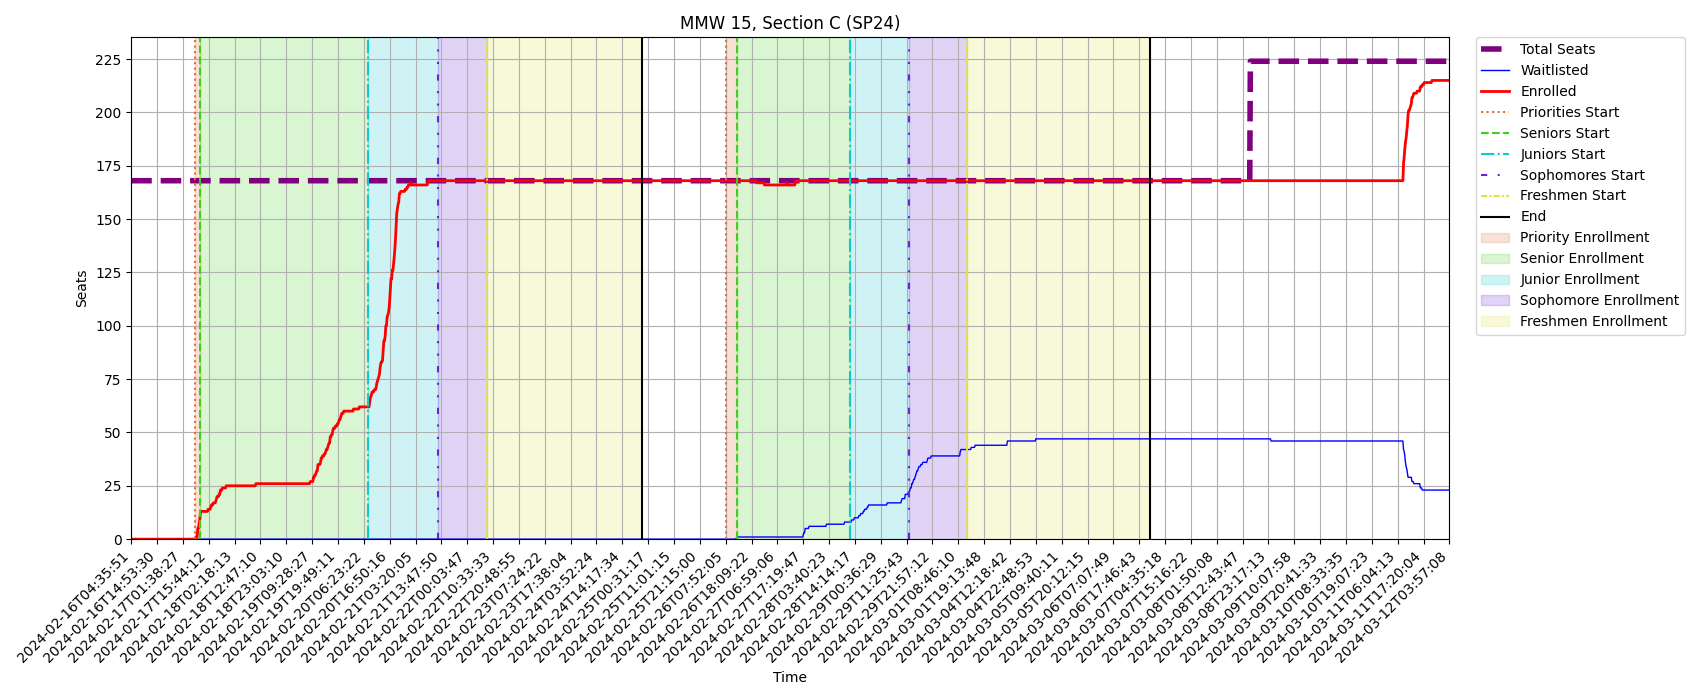 MMW 15, Section C (SP24)
Seats
225
200
175
150
125
100
75
50
25
0
2024-02-16T04:35:51
2024-02-16T14:53:30
2024-02-17T01:38:27
2024-02-17T15:44:12
2024-02-18T02:18:13
2024-02-18T12:47:10
2024-02-18T23:03:10
2024-02-19T09:28:27
2024-02-19T19:49:11
2024-02-20T06:23:22
2024-02-20T16:50:16
2024-02-21T03:20:05
2024-02-21T13:47:50
2024-02-22T00:03:47
2024-02-22T10:33:33
2024-02-22T20:48:55
2024-02-23T07:24:22
2024-02-23T17:38:04
2024-02-24T03:52:24
2024-02-24T14:17:34
2024-02-25T00:31:17
2024-02-25T11:01:15
2024-02-25T21:15:00
2024-02-26T07:52:05
2024-02-26T18:09:22
2024-02-27T06:59:06
2024-02-27T17:19:47
2024-02-28T03:40:23
2024-02-28T14:14:17
2024-02-29T00:36:29
2024-02-29T11:25:43
2024-02-29T21:57:12
2024-03-01T08:46:10
2024-03-01T19:13:48
2024-03-04T12:18:42
2024-03-04T22:48:53
2024-03-05T09:40:11
2024-03-05T20:12:15
2024-03-06T07:07:49
2024-03-06T17:46:43
2024-03-07T04:35:18
2024-03-07T15:16:22
2024-03-08T01:50:08
2024-03-08T12:43:47
2024-03-08T23:17:13
2024-03-09T10:07:58
2024-03-09T20:41:33
2024-03-10T08:33:35
2024-03-10T19:07:23
2024-03-11T06:04:13
2024-03-11T17:20:04
2024-03-12T03:57:08
Time
Total Seats
Waitlisted
Enrolled
Priorities Start
Seniors Start
Juniors Start
Sophomores Start
Freshmen Start
End
Priority Enrollment
Senior Enrollment
Junior Enrollment
Sophomore Enrollment
Freshmen Enrollment